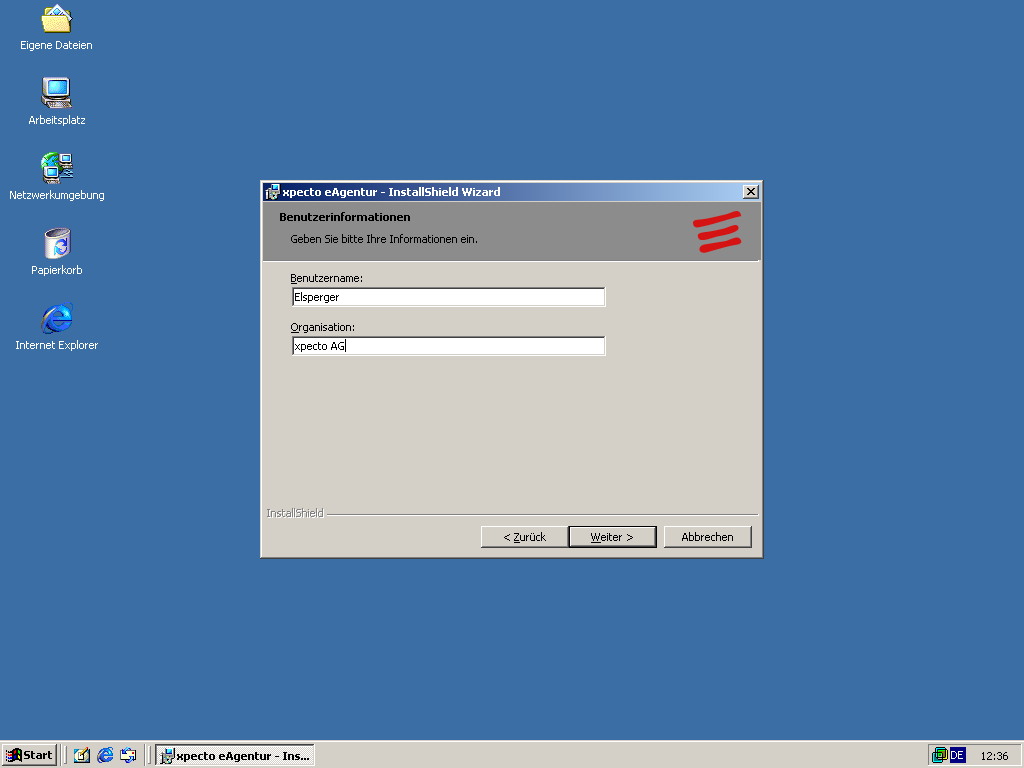 Eigene Dateien
Arbeitsplatz
Netzwerkumgebung
Papierkorb
Internet Explorer
xpecto eAgentur - InstallShield Wizard
Benutzerinformationen
Geben Sie bitte Ihre Informationen ein.
Benutzername:
Elsperger
Organisation:
xpecto AG
InstallShield
< Zurück
Weiter >
Abbrechen
Start
xpecto eAgentur - Ins...
DE
12:36